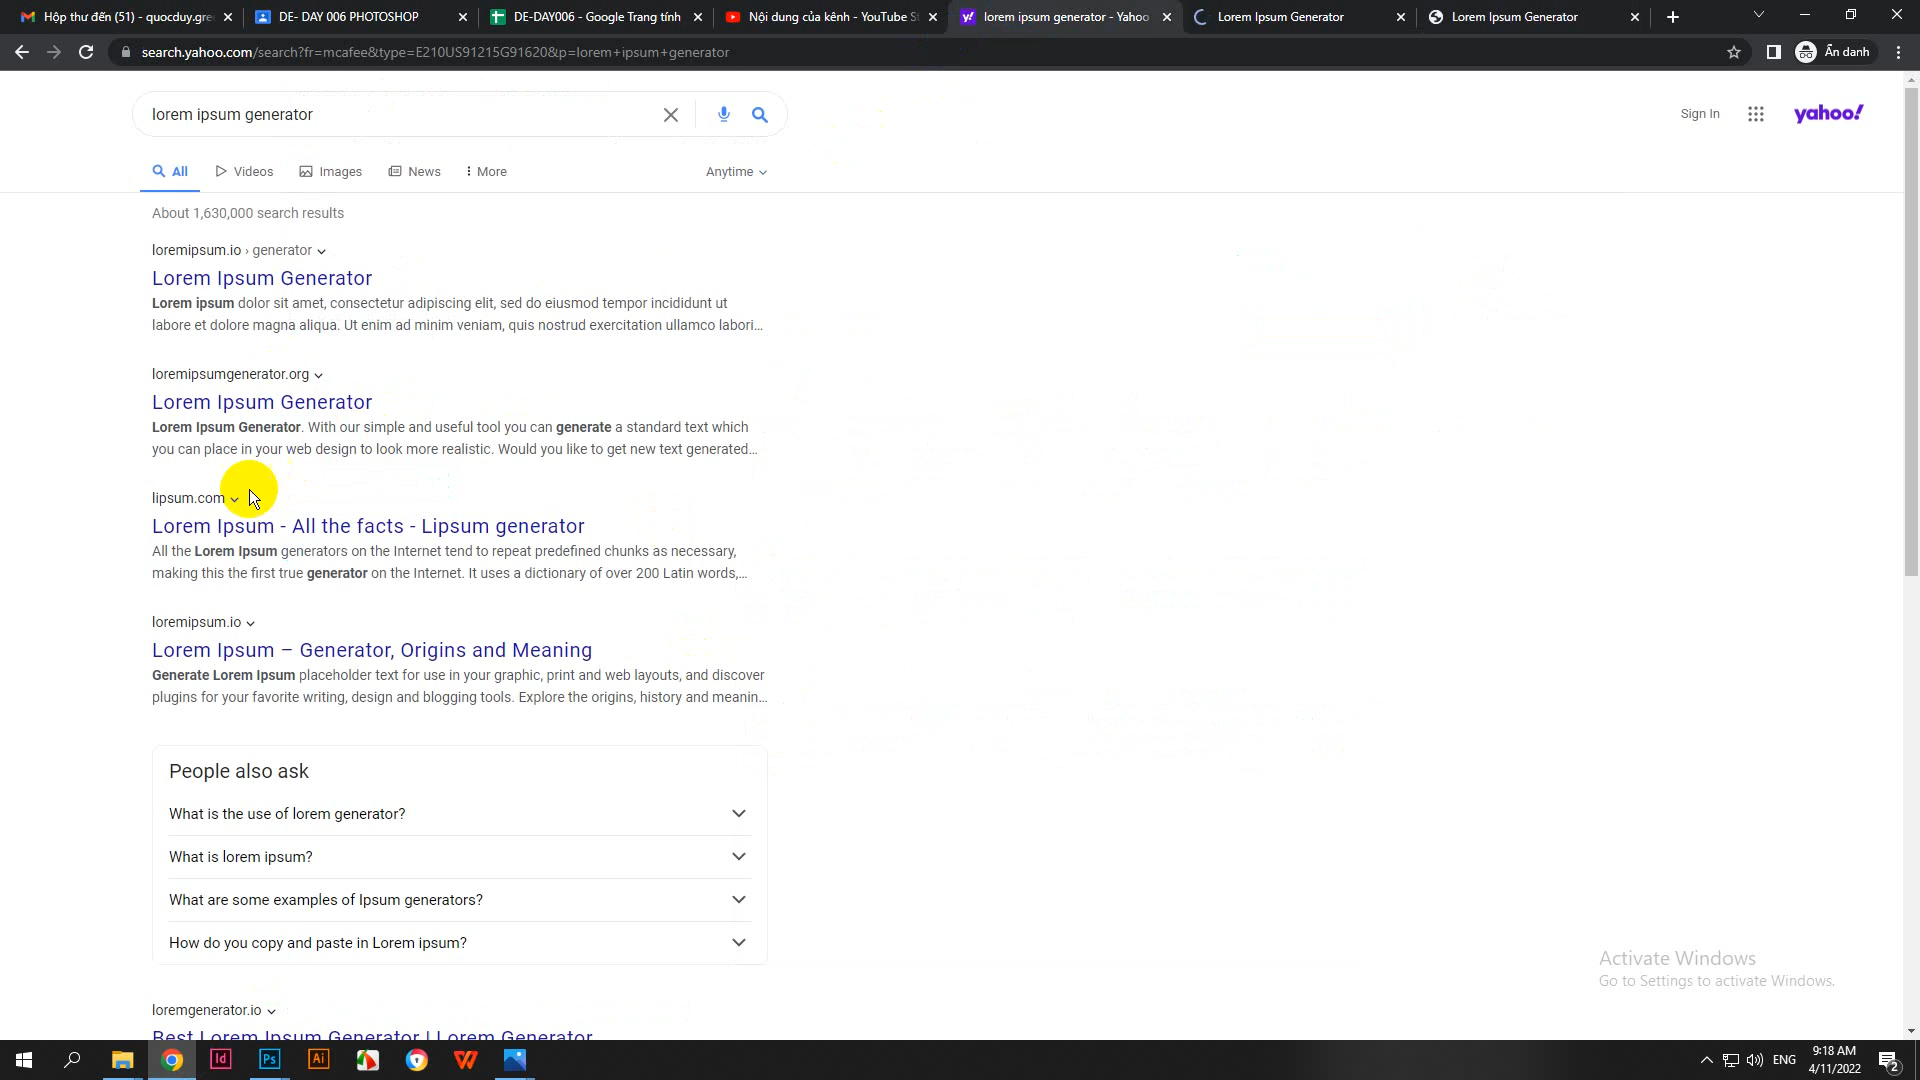 Hộp thư đến (51) - quocduy.gre
DE- DAY 006 PHOTOSHOP
DE-DAY006 - Google Trang tính
Nội dung của kênh - YouTube S
lorem ipsum generator - Yahoo
Lorem Ipsum Generator
Lorem Ipsum Generator
search.yahoo.com/search?fr=mcafee&type=E210US91215G91620&p=lorem+ipsum+generator
Ẩn danh
lorem ipsum generator
Sign In
yahoo!
All
Videos
Images
News
More
Anytime
About 1,630,000 search results
loremipsum.io › generator
Lorem Ipsum Generator
Lorem ipsum dolor sit amet, consectetur adipiscing elit, sed do eiusmod tempor incididunt ut
labore et dolore magna aliqua. Ut enim ad minim veniam, quis nostrud exercitation ullamco labori...
loremipsumgenerator.org
Lorem Ipsum Generator
Lorem Ipsum Generator. With our simple and useful tool you can generate a standard text which
you can place in your web design to look more realistic. Would you like to get new text generated...
lipsum.com
Lorem Ipsum - All the facts - Lipsum generator
All the Lorem Ipsum generators on the Internet tend to repeat predefined chunks as necessary,
making this the first true generator on the Internet. It uses a dictionary of over 200 Latin words,...
loremipsum.io
Lorem Ipsum – Generator, Origins and Meaning
Generate Lorem Ipsum placeholder text for use in your graphic, print and web layouts, and discover
plugins for your favorite writing, design and blogging tools. Explore the origins, history and meanin...
People also ask
What is the use of lorem generator?
What is lorem ipsum?
What are some examples of Ipsum generators?
How do you copy and paste in Lorem ipsum?
loremgenerator.io
Best Lorem Ipsum Generator | Lorem Generator
Activate Windows
Go to Settings to activate Windows.
Id
Ps
Ai
ENG
9:18 AM
4/11/2022
2